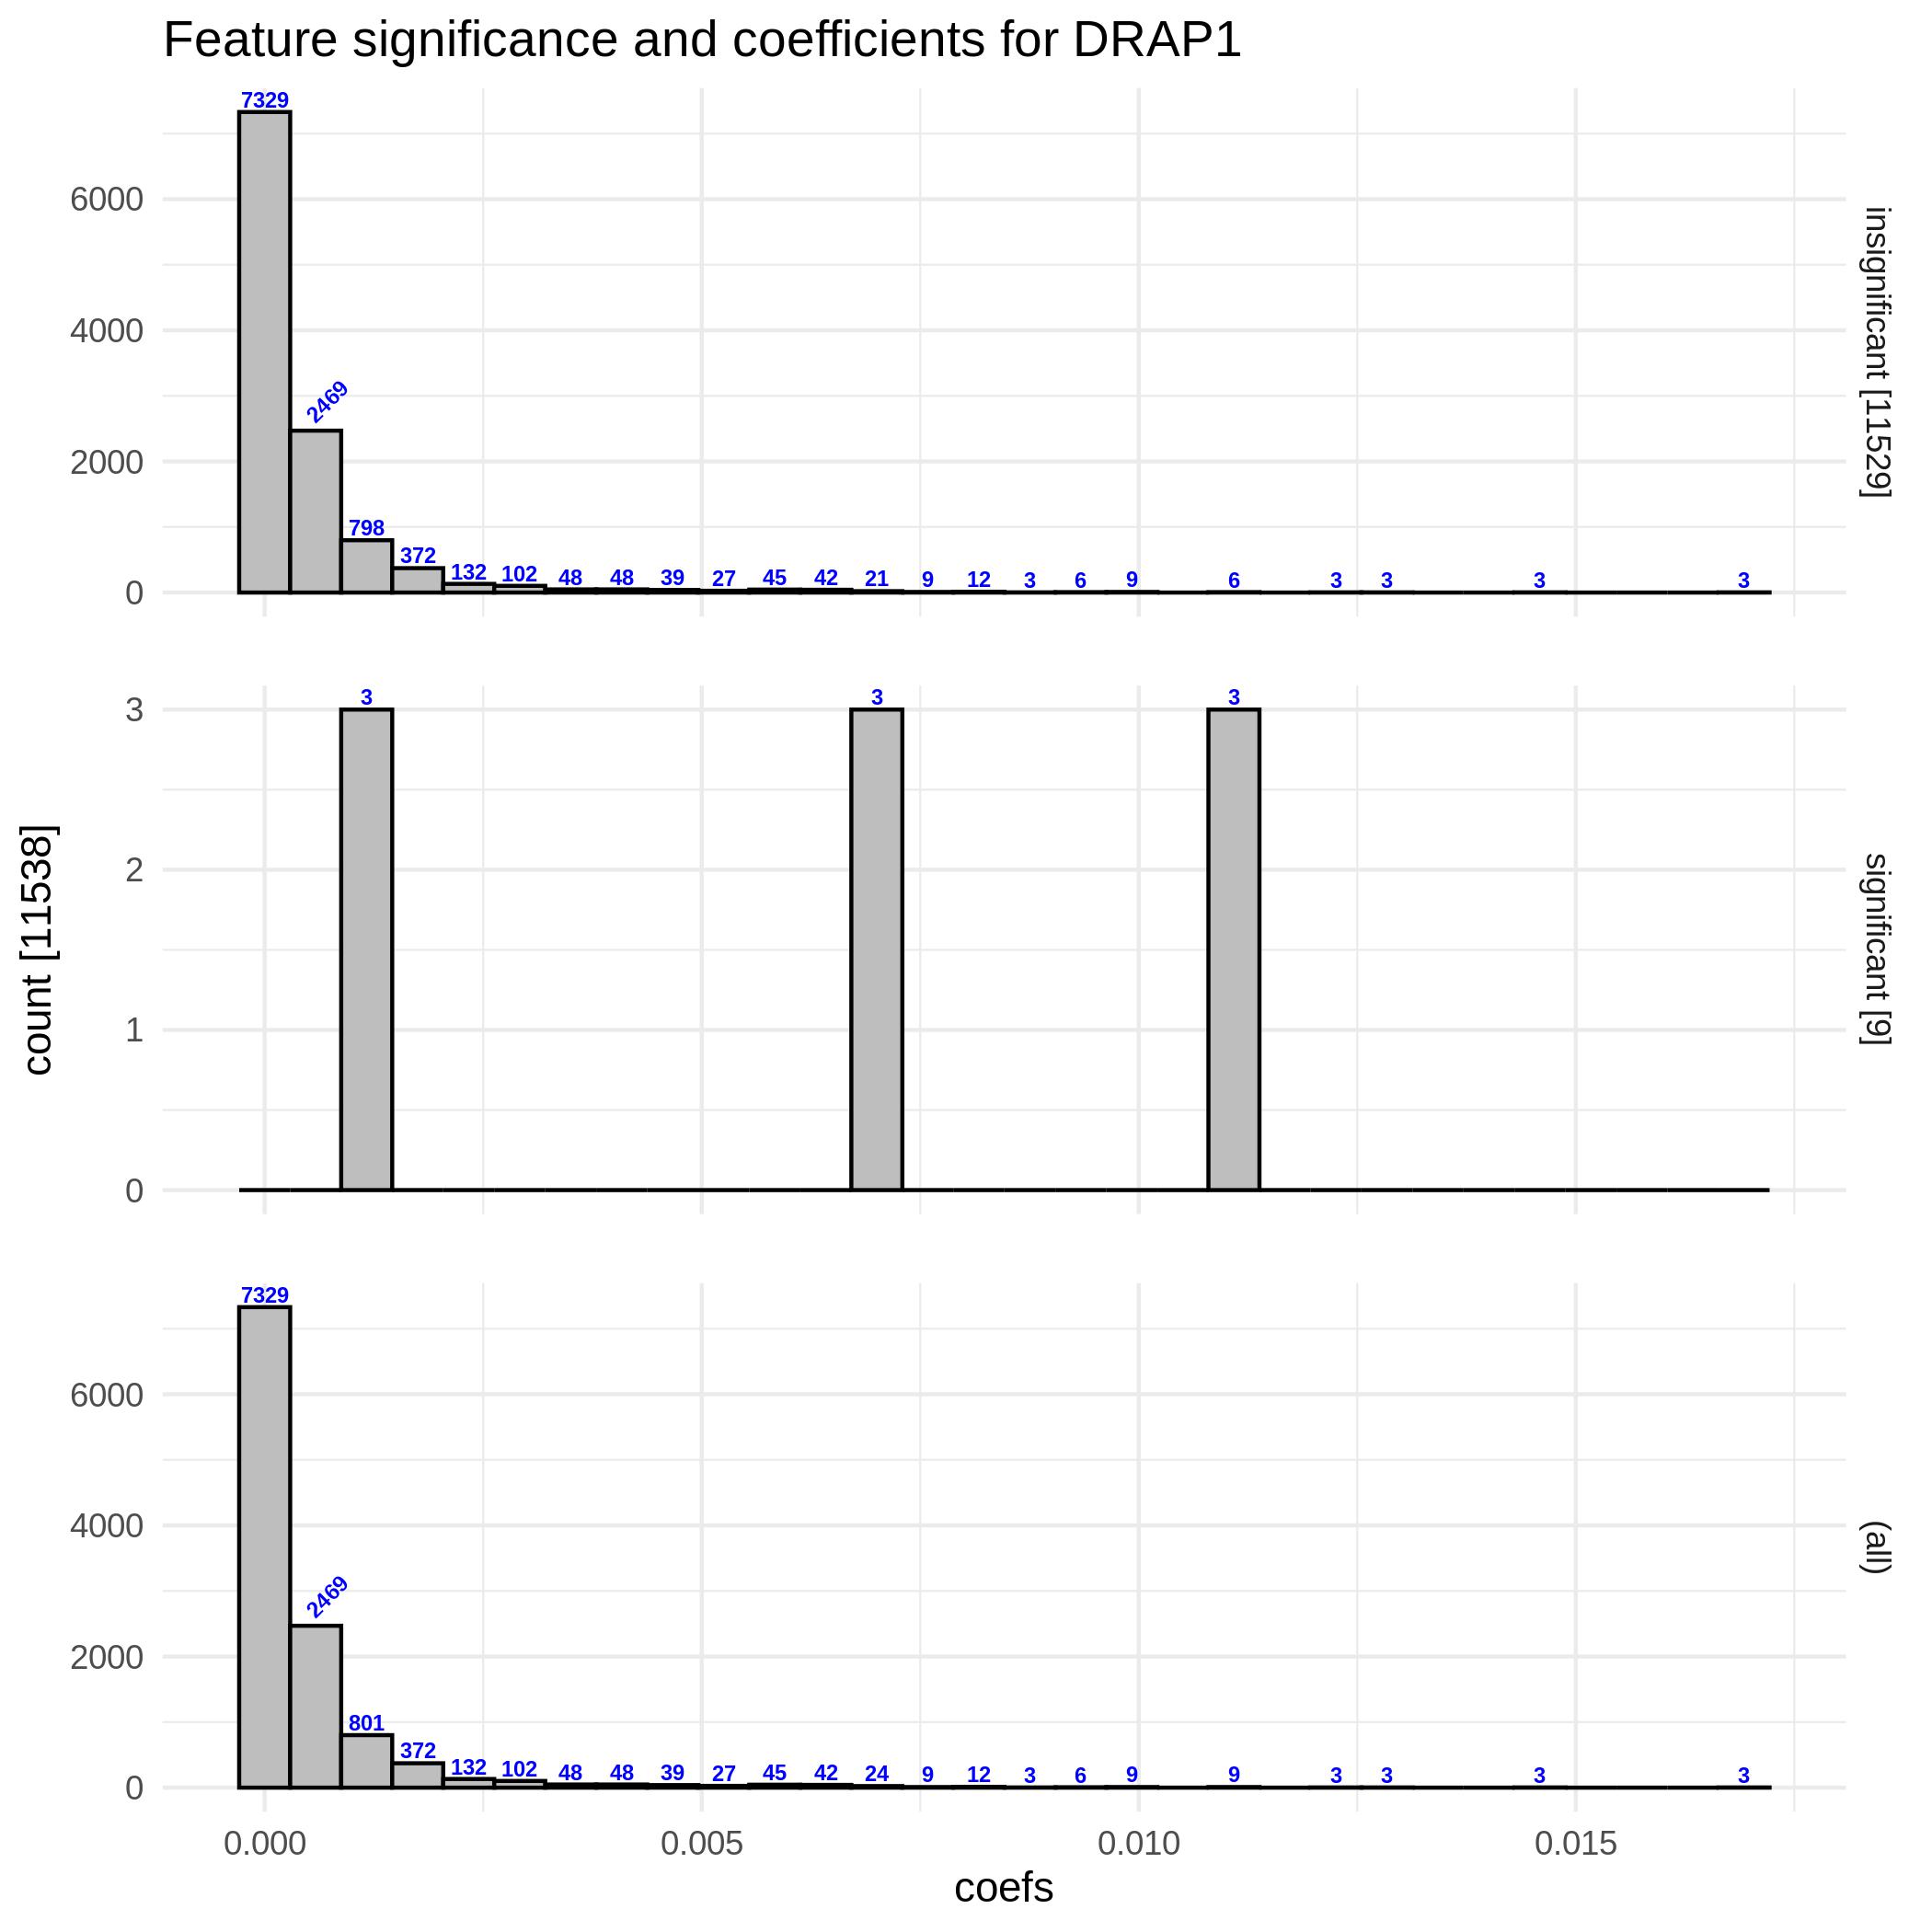 Feature significance and coefficients for DRAP1
count [11538]
7329
6000
4000
2469
2000
798
372
132 102 48 48 39 27 45 42 21 9 12 3 6 9 6 3 3 3 3
0
insignificant [11529]
3 3 3
3
2
1
0
significant [9]
7329
6000
4000
2469
2000
801
372
132 102 48 48 39 27 45 42 24 9 12 3 6 9 9 3 3 3 3
0
(all)
0.000 0.005 0.010 0.015
coefs